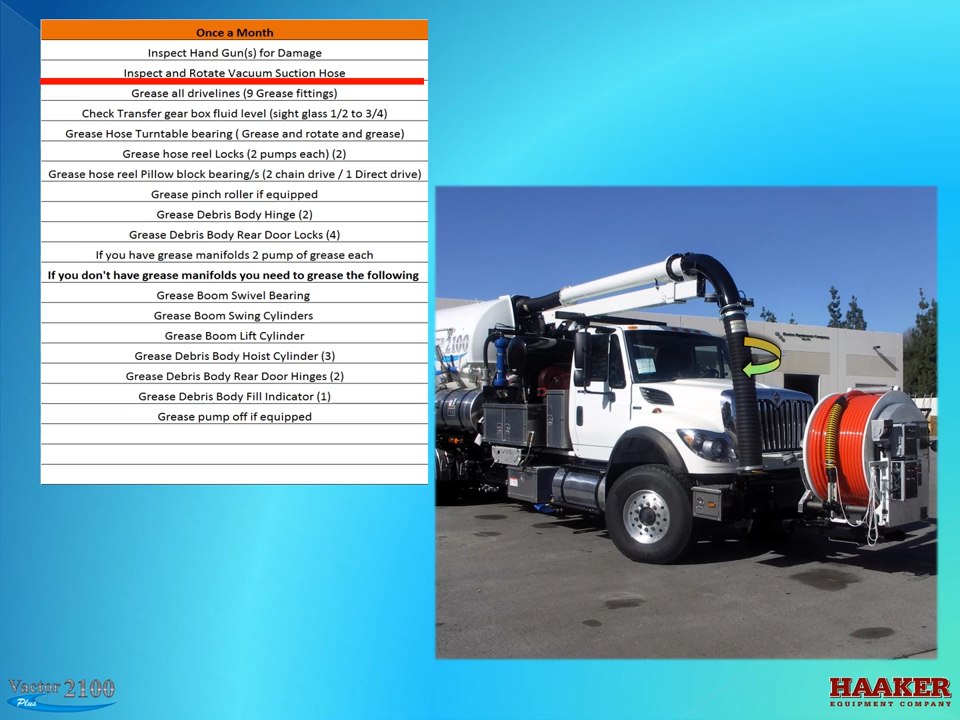 Once a Month
Inspect Hand Gun(s) for Damage
Inspect and Rotate Vacuum Suction Hose
Grease all drivelines (9 Grease fittings)
Check Transfer gear box fluid level (sight glass 1/2 to 3/4)
Grease Hose Turntable bearing ( Grease and rotate and grease)
Grease hose reel Locks (2 pumps each) (2)
Grease hose reel Pillow block bearing/s (2 chain drive / 1 Direct drive)
Grease pinch roller if equipped
Grease Debris Body Hinge (2)
Grease Debris Body Rear Door Locks (4)
If you have grease manifolds 2 pump of grease each
If you don't have grease manifolds you need to grease the following
Grease Boom Swivel Bearing
Grease Boom Swing Cylinders
Grease Boom Lift Cylinder
Grease Debris Body Hoist Cylinder (3)
Grease Debris Body Rear Door Hinges (2)
Grease Debris Body Fill Indicator (1)
Grease pump off if equipped
2100
Vactor 2100
Plus
HAAKER
EQUIPMENT COMPANY